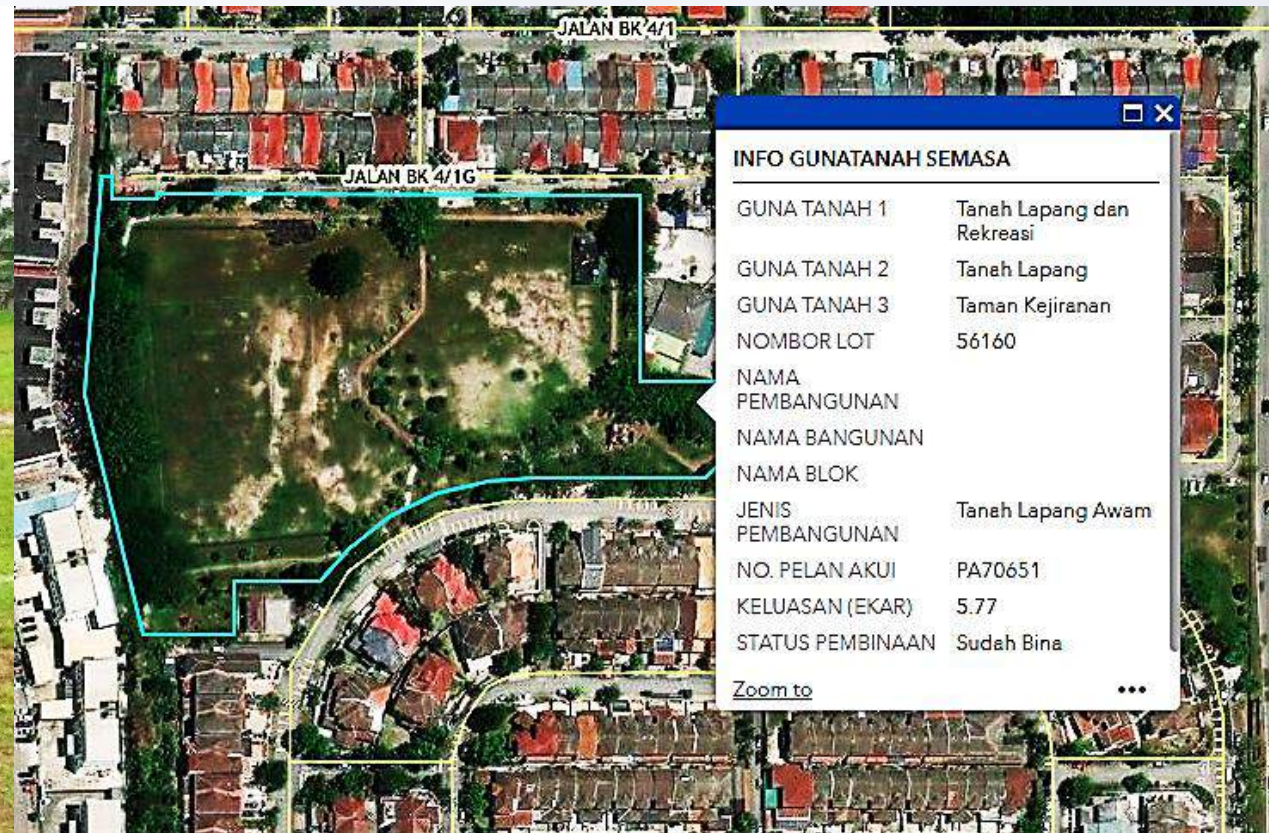 JALAN BK 4/1
JALAN BK 4/1G
INFO GUNATANAH SEMASA
GUNA TANAH 1 Tanah Lapang dan
Rekreasi
GUNA TANAH 2 Tanah Lapang
GUNA TANAH 3 Taman Kejiranan
NOMBOR LOT 56160
NAMA
PEMBANGUNAN
NAMA BANGUNAN
NAMA BLOK
JENIS Tanah Lapang Awam
PEMBANGUNAN
NO. PELAN AKUI PA70651
KELUASAN (EKAR) 5.77
STATUS PEMBINAAN Sudah Bina
Zoom to